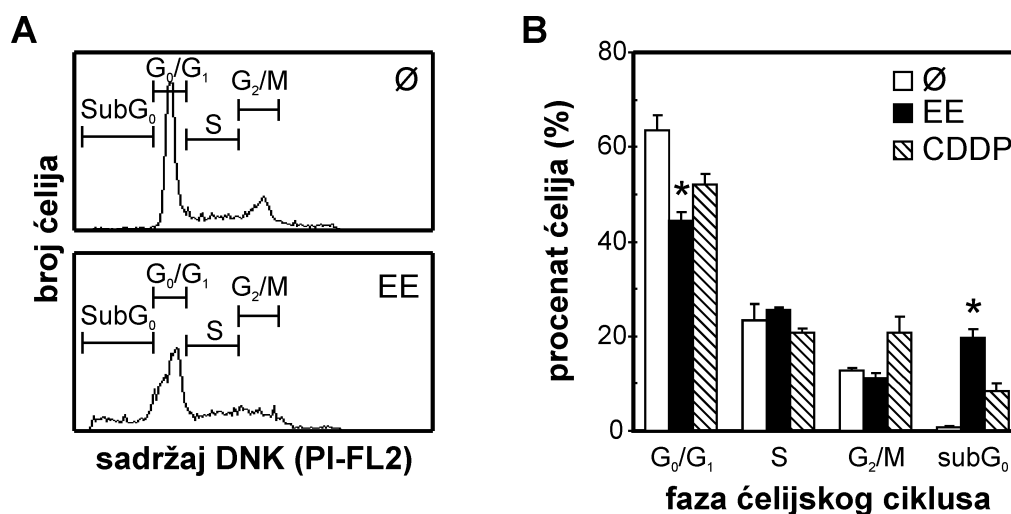 A
broj ćelija
G₀/G₁
Ø
G₂/M
SubG₀
S
G₀/G₁
EE
G₂/M
SubG₀
S
sadržaj DNK (PI-FL2)
B
procenat ćelija (%)
80
60
40
20
0
Ø
EE
CDDP
*
*
G₀/G₁ S G₂/M subG₀
faza ćelijskog ciklusa